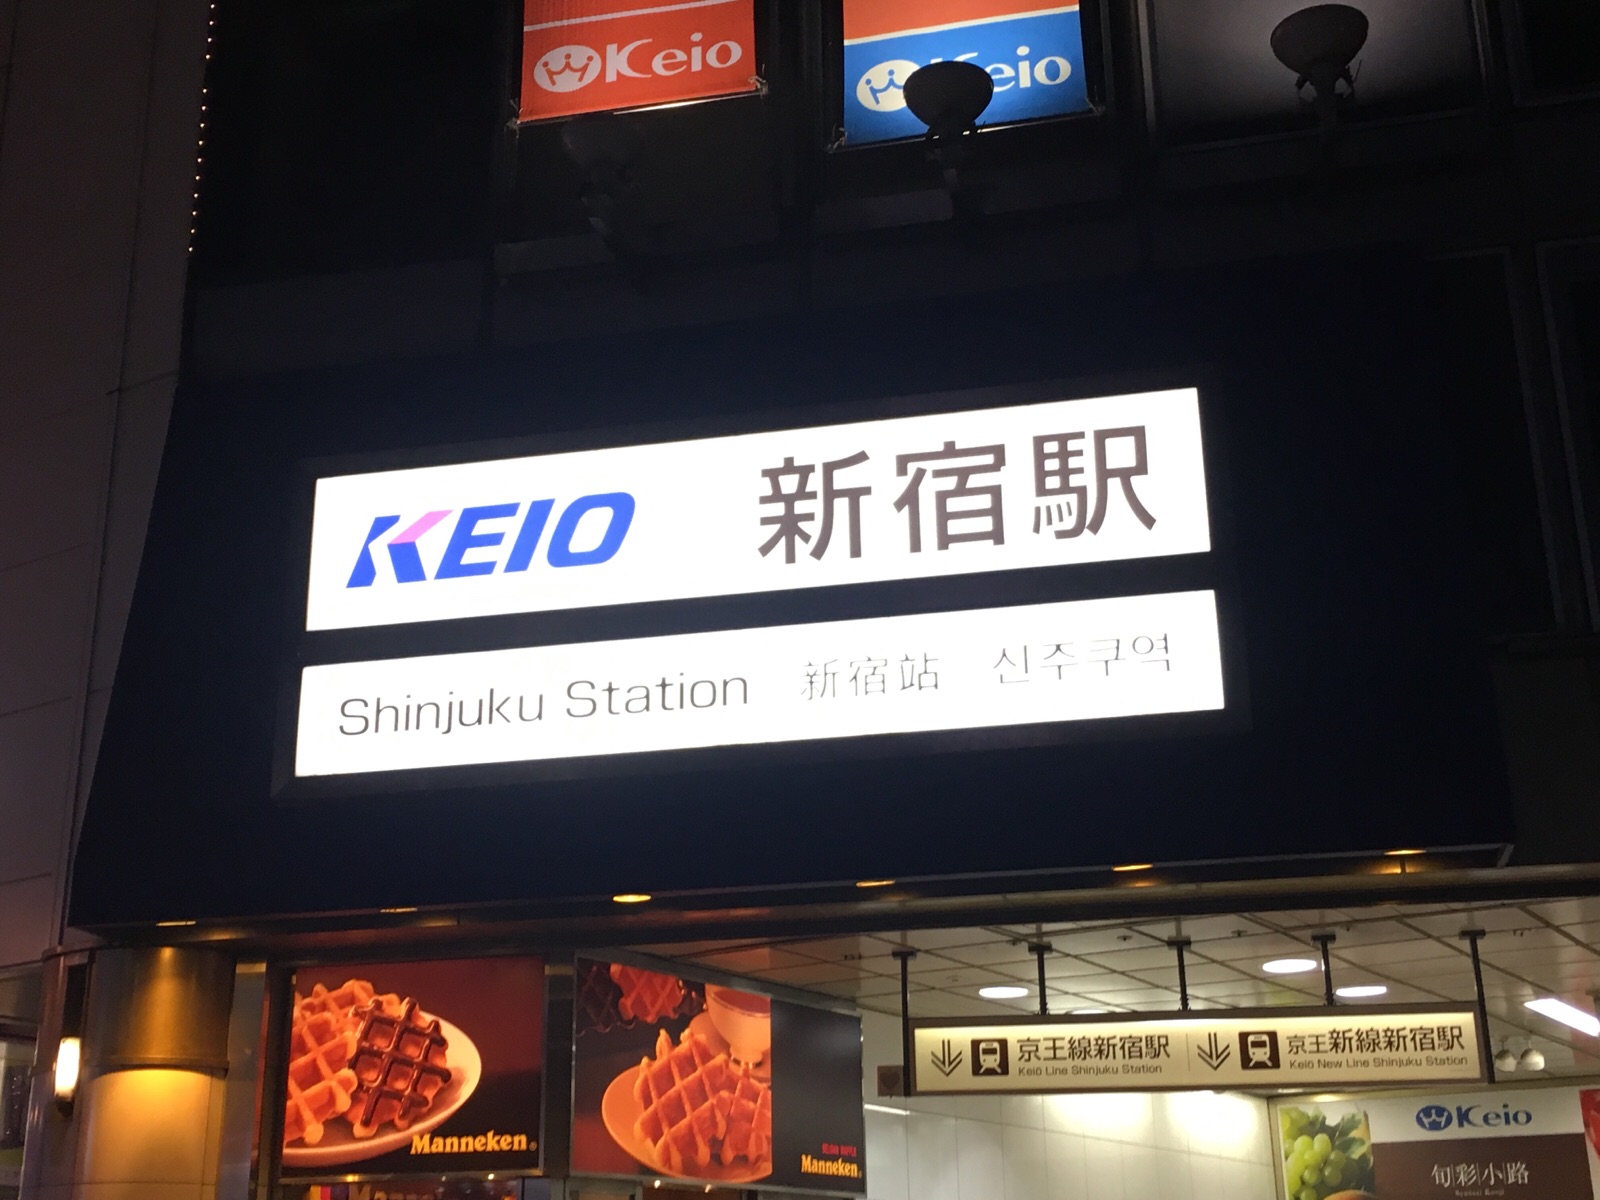 Keio
Keio
KEIO 新宿駅
Shinjuku Station 新宿站 신주쿠역
京王線新宿駅
Keiō Line Shinjuku Station
京王新線新宿駅
Keiō New Line Shinjuku Station
Manneken
Manneken
Keio
旬彩小路